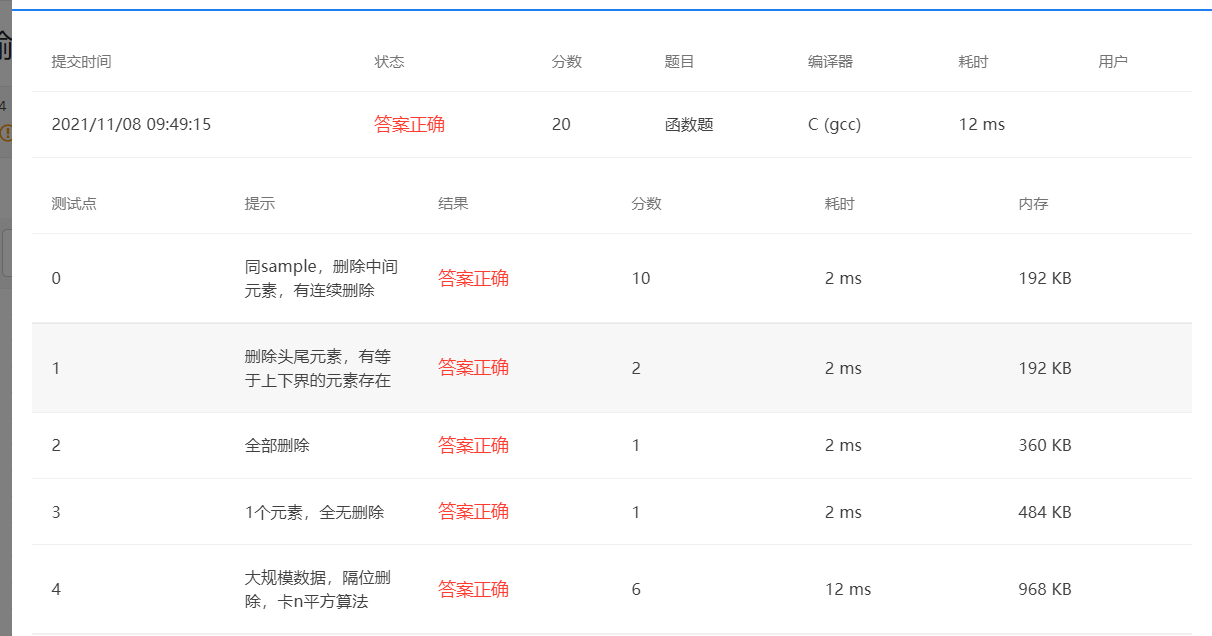 提交时间 状态 分数 题目 编译器 耗时 用户
4
2021/11/08 09:49:15 答案正确 20 函数题 C (gcc) 12 ms
测试点 提示 结果 分数 耗时 内存
0 同sample，删除中间 答案正确 10 2 ms 192 KB
元素，有连续删除
1 删除头尾元素，有等 答案正确 2 2 ms 192 KB
于上下界的元素存在
2 全部删除 答案正确 1 2 ms 360 KB
3 1个元素，全无删除 答案正确 1 2 ms 484 KB
4 大规模数据，隔位删 答案正确 6 12 ms 968 KB
除，卡n平方算法